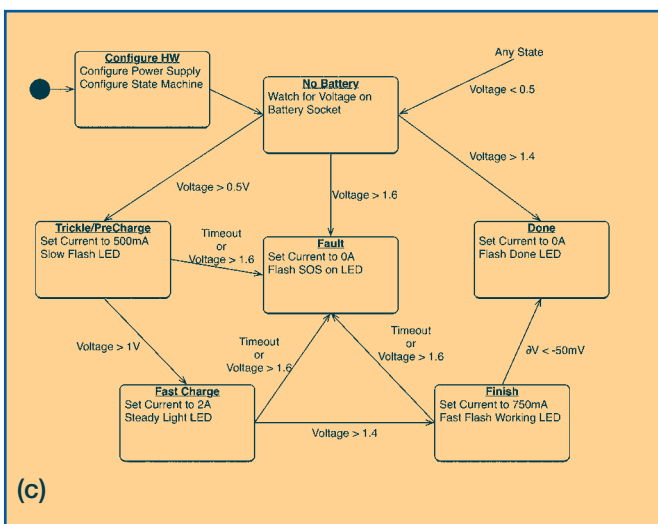 Configure HW
Configure Power Supply
Configure State Machine
No Battery
Watch for Voltage on
Battery Socket
Any State
Voltage < 0.5
Voltage > 0.5V
Voltage > 1.6
Voltage > 1.4
Trickle/PreCharge
Set Current to 500mA
Slow Flash LED
Timeout
or
Voltage > 1.6
Fault
Set Current to 0A
Flash SOS on LED
Done
Set Current to 0A
Flash Done LED
Voltage > 1V
Timeout
or
Voltage > 1.6
Timeout
or
Voltage > 1.6
∂V < -50mV
Fast Charge
Set Current to 2A
Steady Light LED
Voltage > 1.4
Finish
Set Current to 750mA
Fast Flash Working LED
(c)